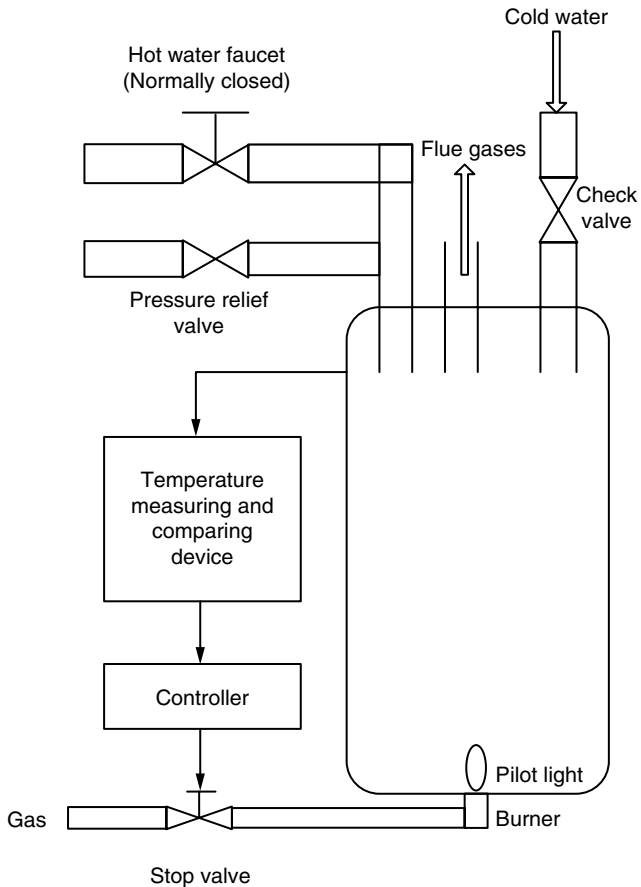 Cold water
Hot water faucet
(Normally closed)
Flue gases
Check
valve
Pressure relief
valve
Temperature
measuring and
comparing
device
Controller
Pilot light
Gas
Burner
Stop valve